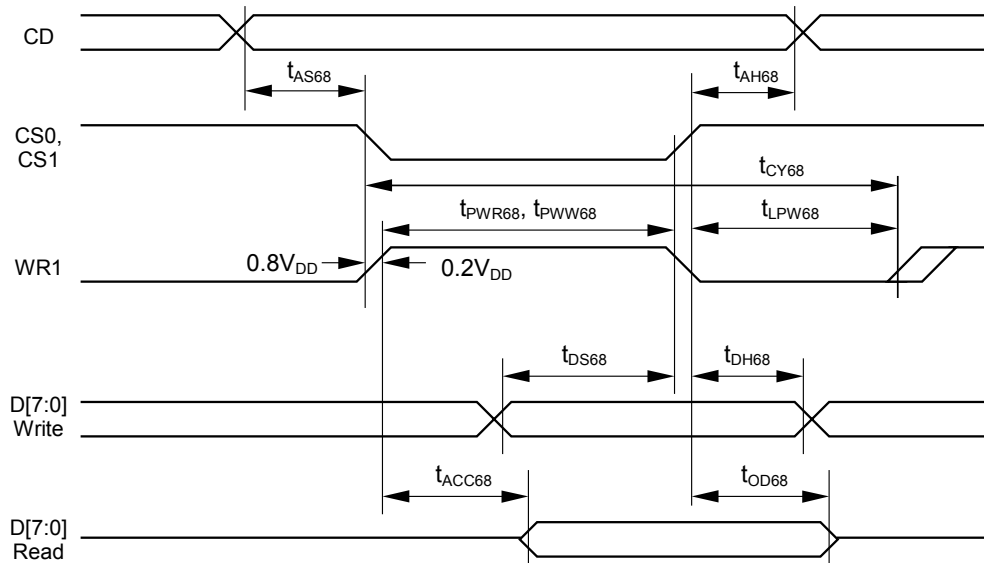 CD
tAS68
tAH68
CS0,
CS1
tCY68
tPWR68, tPWW68
tLPW68
WR1
0.8VDD
0.2VDD
tDS68
tDH68
D[7:0]
Write
tACC68
tOD68
D[7:0]
Read